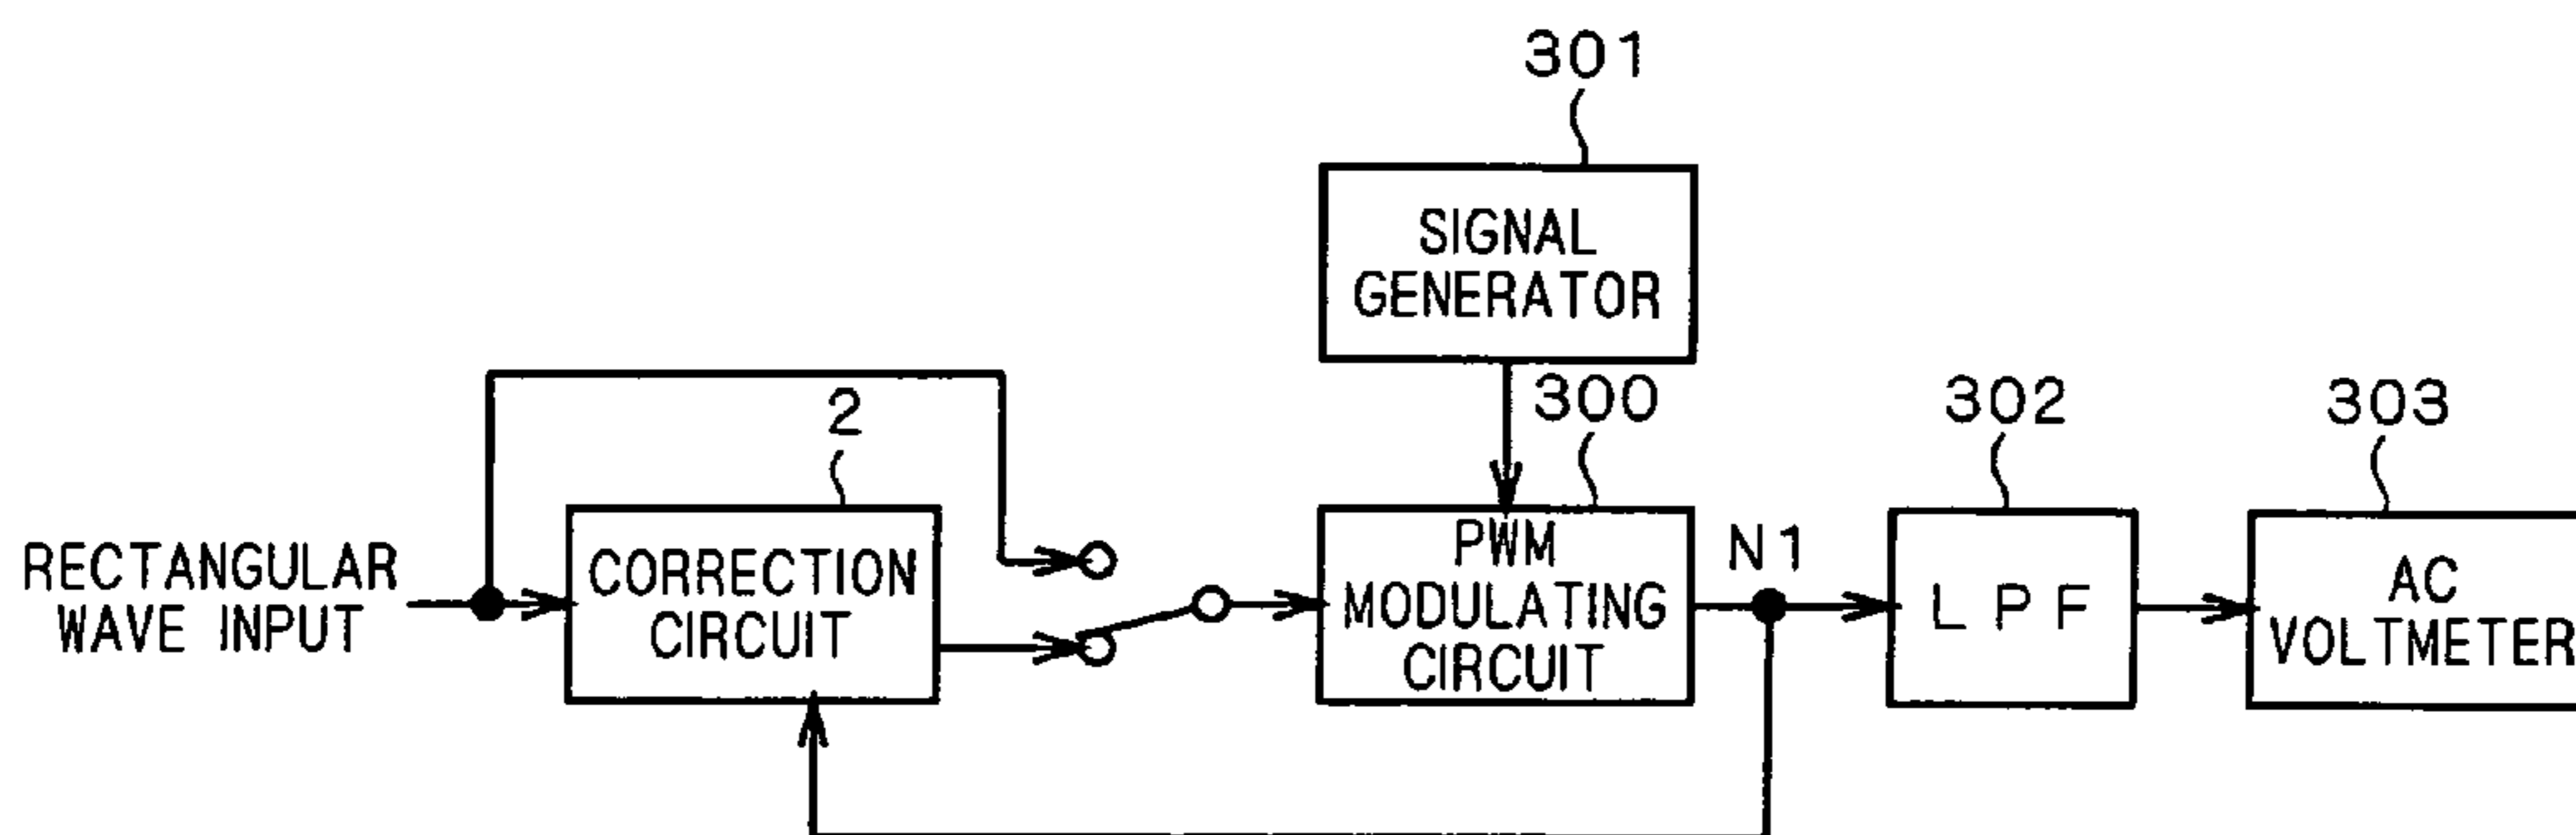 301
SIGNAL
GENERATOR
2
300
302
303
RECTANGULAR
WAVE INPUT
CORRECTION
CIRCUIT
PWM
MODULATING
CIRCUIT
N1
LPF
AC
VOLTMETER